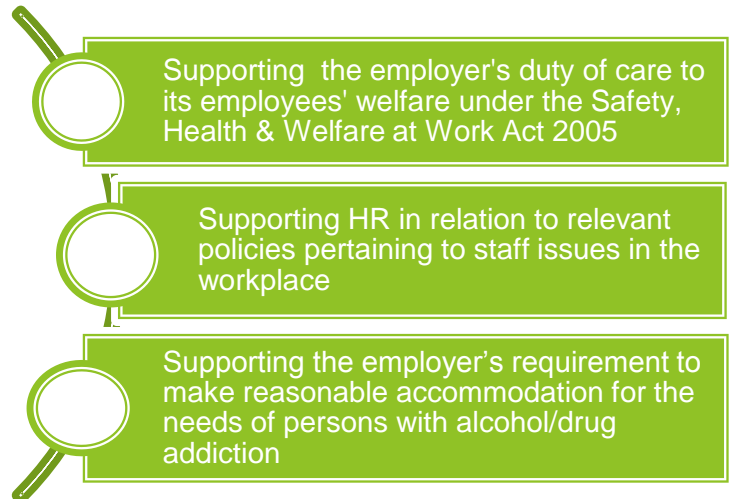 Supporting  the employer's duty of care to
its employees' welfare under the Safety,
Health & Welfare at Work Act 2005
Supporting HR in relation to relevant
policies pertaining to staff issues in the
workplace
Supporting the employer’s requirement to
make reasonable accommodation for the
needs of persons with alcohol/drug
addiction